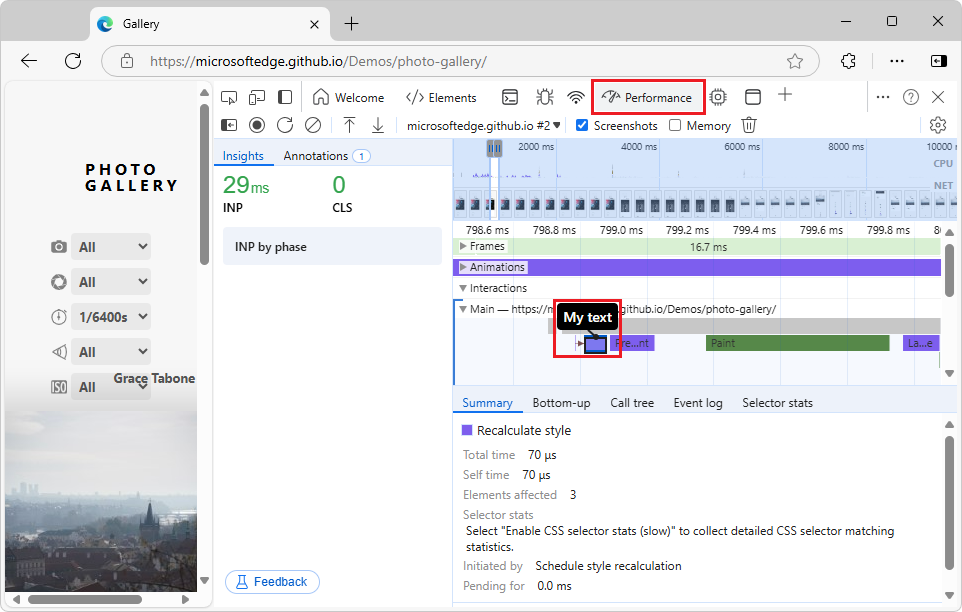 Gallery
https://microsoftedge.github.io/Demos/photo-gallery/
Welcome
Elements
Performance
microsoftedge.github.io #2
Screenshots
Memory
PHOTO
GALLERY
All
All
1/6400s
All
ISO
All
Grace Tabone
Insights
Annotations
1
29ms
INP
0
CLS
INP by phase
Feedback
2000 ms
4000 ms
6000 ms
8000 ms
10000 ms
CPU
NET
798.6 ms
798.8 ms
799.0 ms
799.2 ms
799.4 ms
799.6 ms
799.8 ms
Frames
16.7 ms
Animations
Interactions
Main — https://m
github.io/Demos/photo-gallery/
My text
Pre...nt
Paint
La...e
Summary
Bottom-up
Call tree
Event log
Selector stats
Recalculate style
Total time 70 μs
Self time 70 μs
Elements affected 3
Selector stats
Select "Enable CSS selector stats (slow)" to collect detailed CSS selector matching
statistics.
Initiated by Schedule style recalculation
Pending for 0.0 ms